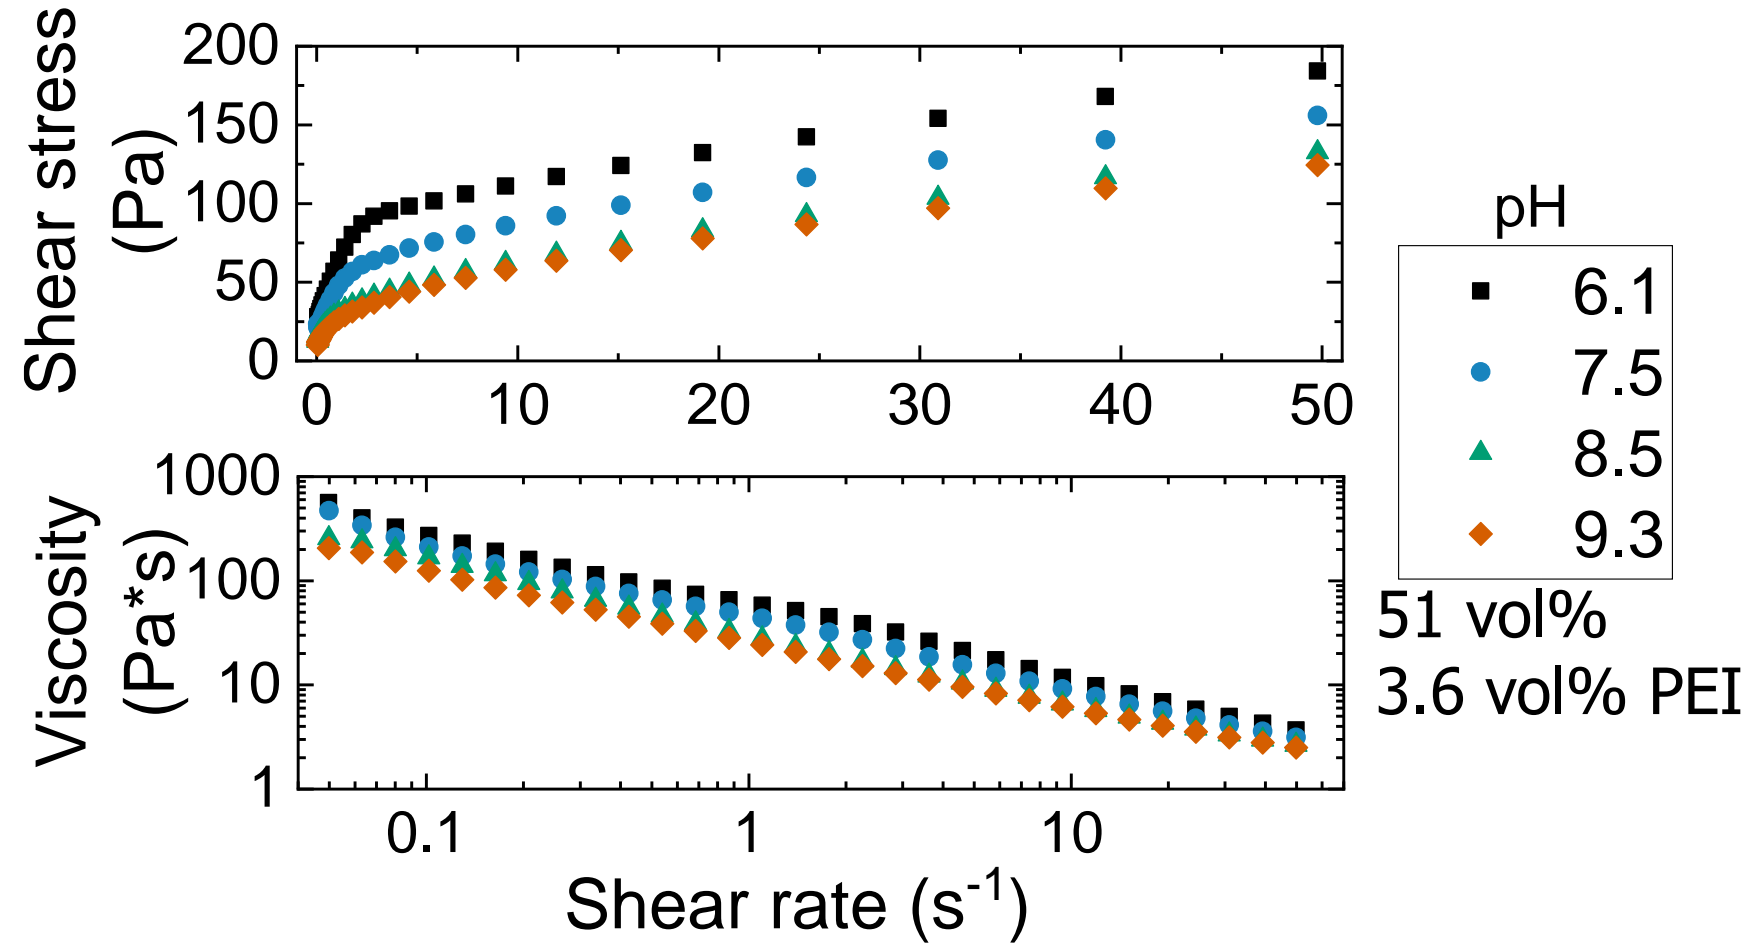 Shear stress
(Pa)
200
150
100
50
0
0 10 20 30 40 50
Viscosity
(Pa*s)
1000
100
10
1
0.1 1 10
Shear rate (s⁻¹)
pH
6.1
7.5
8.5
9.3
51 vol%
3.6 vol% PEI